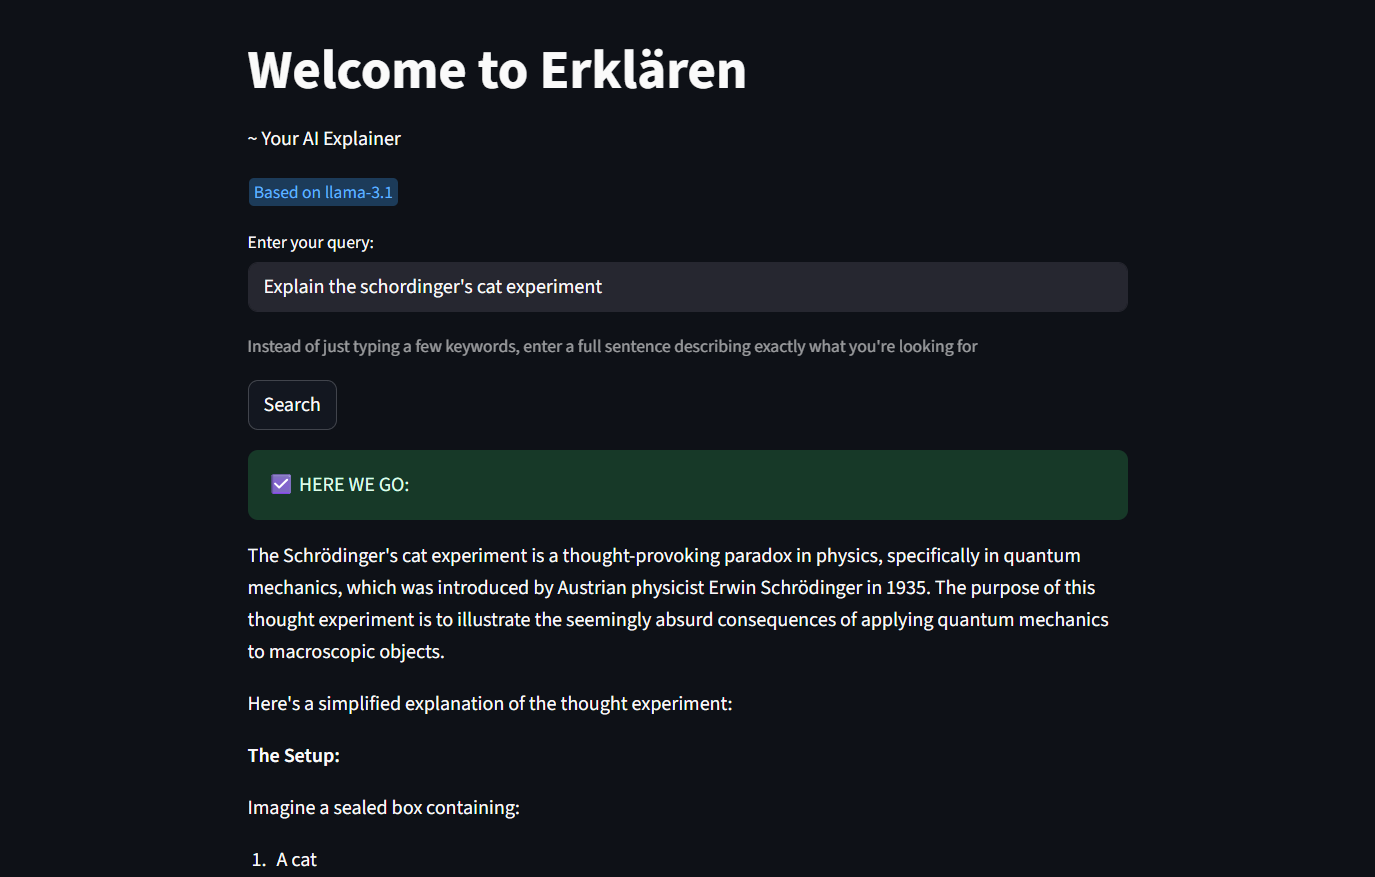 Welcome to Erklären
~ Your AI Explainer
Based on llama-3.1
Enter your query:
Explain the schordinger's cat experiment
Instead of just typing a few keywords, enter a full sentence describing exactly what you're looking for
Search
☑ HERE WE GO:
The Schrödinger's cat experiment is a thought-provoking paradox in physics, specifically in quantum
mechanics, which was introduced by Austrian physicist Erwin Schrödinger in 1935. The purpose of this
thought experiment is to illustrate the seemingly absurd consequences of applying quantum mechanics
to macroscopic objects.
Here's a simplified explanation of the thought experiment:
The Setup:
Imagine a sealed box containing:
1. A cat